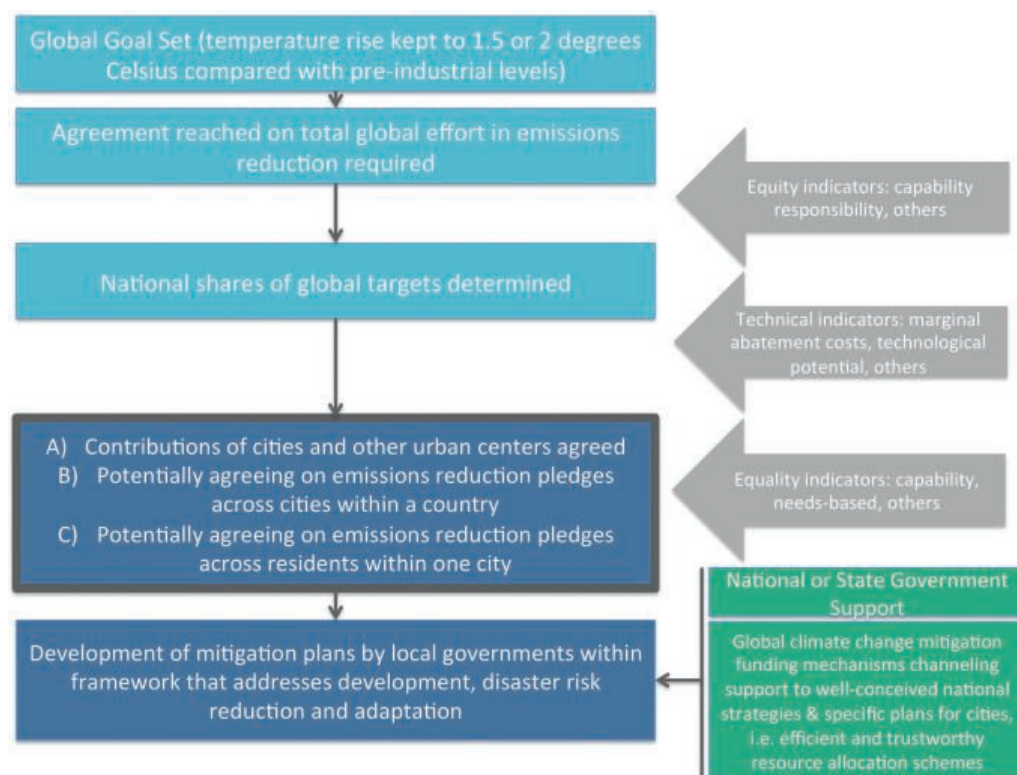 Global Goal Set (temperature rise kept to 1.5 or 2 degrees
Celsius compared with pre-industrial levels)
Agreement reached on total global effort in emissions
reduction required
Equity indicators: capability
responsibility, others
National shares of global targets determined
Technical indicators: marginal
abatement costs, technological
potential, others
A) Contributions of cities and other urban centers agreed
B) Potentially agreeing on emissions reduction pledges
across cities within a country
C) Potentially agreeing on emissions reduction pledges
across residents within one city
Equality indicators: capability,
needs-based, others
National or State Government
Support
Global climate change mitigation
funding mechanisms channeling
support to well-conceived national
strategies & specific plans for cities,
i.e. efficient and trustworthy
resource allocation schemes
Development of mitigation plans by local governments within
framework that addresses development, disaster risk
reduction and adaptation